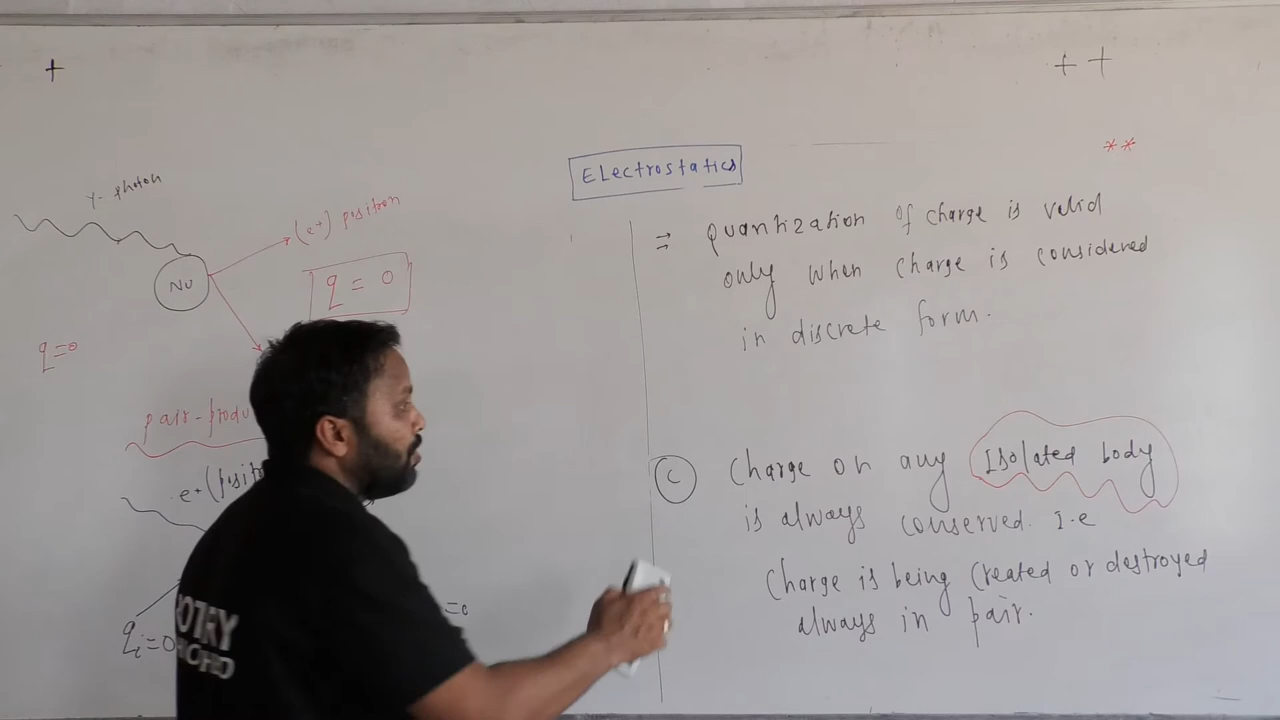 +
++
**
Electrostatics
γ-photon
(e+) positron
NU
q = 0
q=0
pair-produ
e+ (posit
qi=0
=0
⇒ quantization of charge is valid
only when charge is considered
in discrete form.
(C) Charge on any Isolated body
is always conserved. I.e
Charge is being created or destroyed
always in pair.